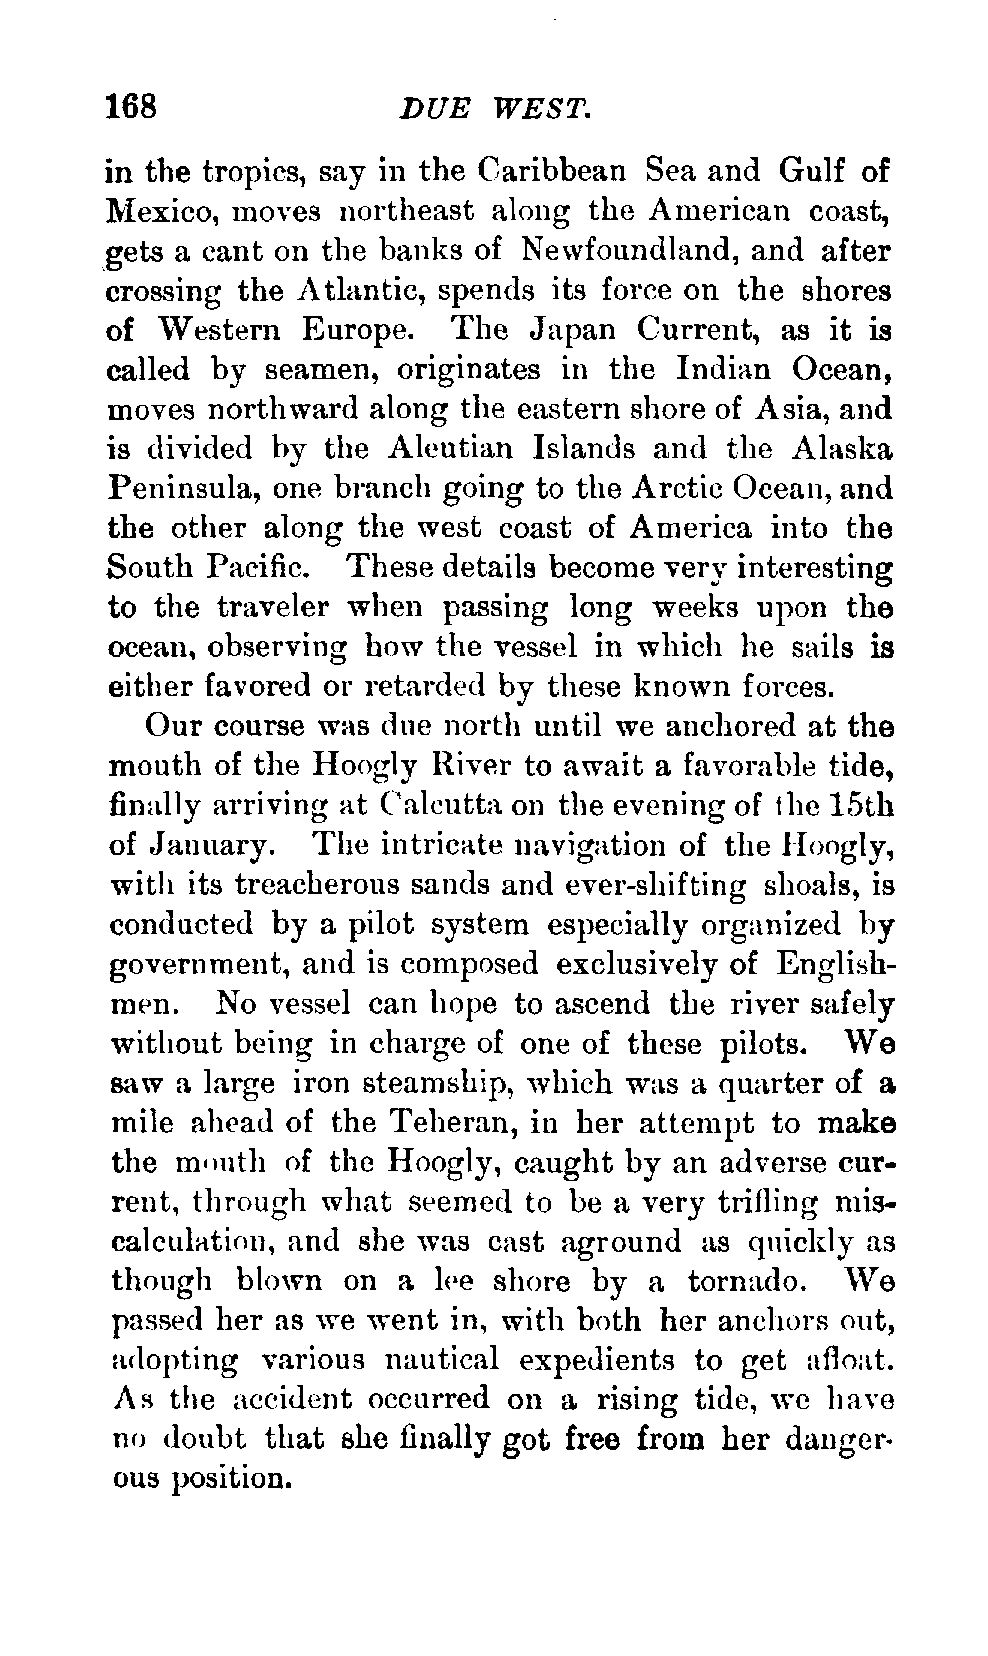 168 DUE WEST.
in the tropics, say in the Caribbean Sea and Gulf of
Mexico, moves northeast along the American coast,
gets a cant on the banks of Newfoundland, and after
crossing the Atlantic, spends its force on the shores
of Western Europe. The Japan Current, as it is
called by seamen, originates in the Indian Ocean,
moves northward along the eastern shore of Asia, and
is divided by the Aleutian Islands and the Alaska
Peninsula, one branch going to the Arctic Ocean, and
the other along the west coast of America into the
South Pacific. These details become very interesting
to the traveler when passing long weeks upon the
ocean, observing how the vessel in which he sails is
either favored or retarded by these known forces.
Our course was due north until we anchored at the
mouth of the Hoogly River to await a favorable tide,
finally arriving at Calcutta on the evening of the 15th
of January. The intricate navigation of the Hoogly,
with its treacherous sands and ever-shifting shoals, is
conducted by a pilot system especially organized by
government, and is composed exclusively of English-
men. No vessel can hope to ascend the river safely
without being in charge of one of these pilots. We
saw a large iron steamship, which was a quarter of a
mile ahead of the Teheran, in her attempt to make
the mouth of the Hoogly, caught by an adverse cur-
rent, through what seemed to be a very trifling mis-
calculation, and she was cast aground as quickly as
though blown on a lee shore by a tornado. We
passed her as we went in, with both her anchors out,
adopting various nautical expedients to get afloat.
As the accident occurred on a rising tide, we have
no doubt that she finally got free from her danger-
ous position.